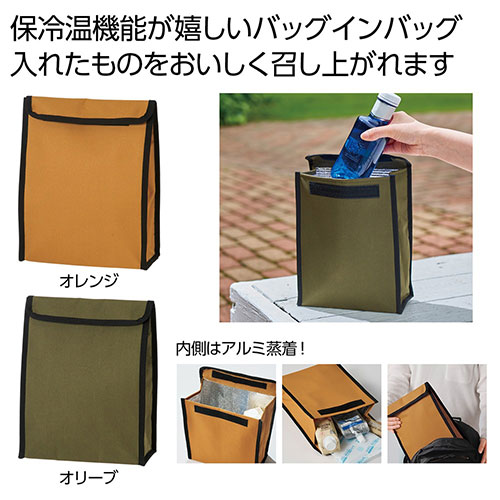 保冷温機能が嬉しいバッグインバッグ
入れたものをおいしく召し上がれます
オレンジ
オリーブ
内側はアルミ蒸着！